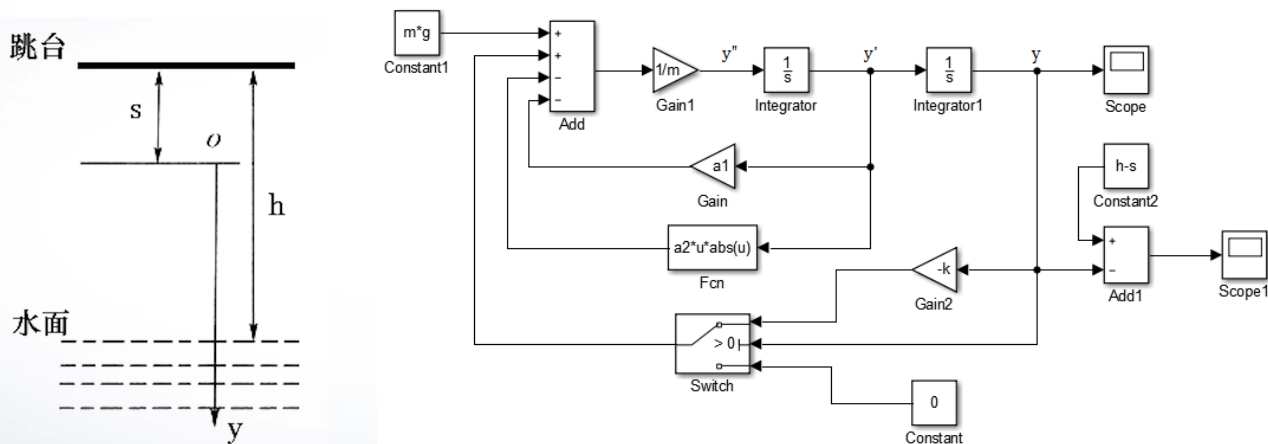 跳台
s
o
h
水面
y
m*g
Constant1
+
+
−
−
Add
1/m
Gain1
y''
1
s
Integrator
y'
1
s
Integrator1
y
Scope
a1
Gain
h-s
Constant2
a2*u*abs(u)
Fcn
-k
Gain2
+
−
Add1
Scope1
> 0
Switch
0
Constant